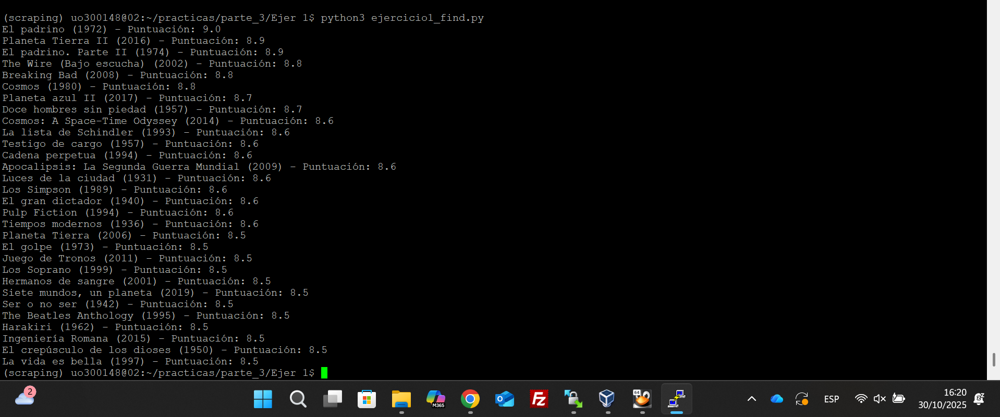 (scraping) uo300148@02:~/practicas/parte_3/Ejer 1$ python3 ejercicio1_find.py
El padrino (1972) - Puntuación: 9.0
Planeta Tierra II (2016) - Puntuación: 8.9
El padrino. Parte II (1974) - Puntuación: 8.9
The Wire (Bajo escucha) (2002) - Puntuación: 8.8
Breaking Bad (2008) - Puntuación: 8.8
Cosmos (1980) - Puntuación: 8.8
Planeta azul II (2017) - Puntuación: 8.7
Doce hombres sin piedad (1957) - Puntuación: 8.7
Cosmos: A Space-Time Odyssey (2014) - Puntuación: 8.6
La lista de Schindler (1993) - Puntuación: 8.6
Testigo de cargo (1957) - Puntuación: 8.6
Cadena perpetua (1994) - Puntuación: 8.6
Apocalipsis: La Segunda Guerra Mundial (2009) - Puntuación: 8.6
Luces de la ciudad (1931) - Puntuación: 8.6
Los Simpson (1989) - Puntuación: 8.6
El gran dictador (1940) - Puntuación: 8.6
Pulp Fiction (1994) - Puntuación: 8.6
Tiempos modernos (1936) - Puntuación: 8.6
Planeta Tierra (2006) - Puntuación: 8.5
El golpe (1973) - Puntuación: 8.5
Juego de Tronos (2011) - Puntuación: 8.5
Los Soprano (1999) - Puntuación: 8.5
Hermanos de sangre (2001) - Puntuación: 8.5
Siete mundos, un planeta (2019) - Puntuación: 8.5
Ser o no ser (1942) - Puntuación: 8.5
The Beatles Anthology (1995) - Puntuación: 8.5
Harakiri (1962) - Puntuación: 8.5
Ingeniería Romana (2015) - Puntuación: 8.5
El crepúsculo de los dioses (1950) - Puntuación: 8.5
La vida es bella (1997) - Puntuación: 8.5
(scraping) uo300148@02:~/practicas/parte_3/Ejer 1$
2
M365
Fz
64
ESP
16:20
30/10/2025